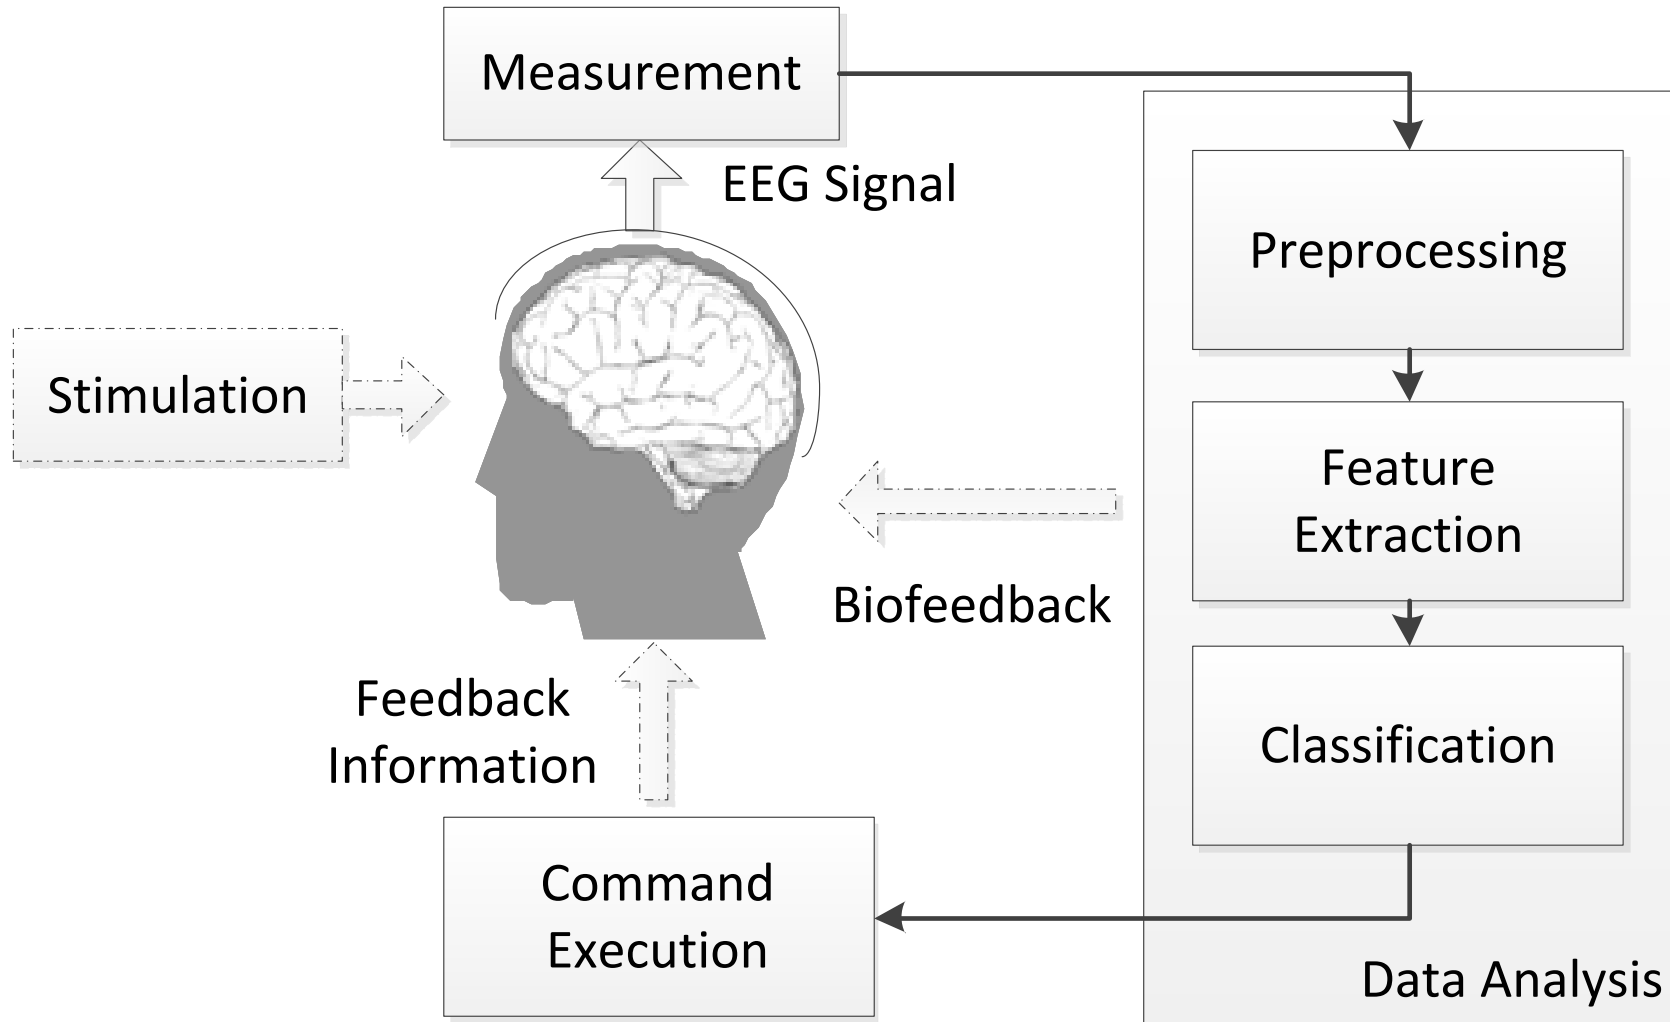 Measurement
EEG Signal
Preprocessing
Stimulation
Feature
Extraction
Biofeedback
Feedback
Information
Classification
Command
Execution
Data Analysis